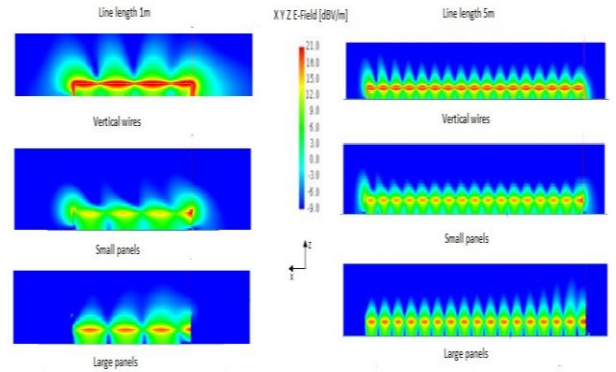 Line length 1m
X Y Z E-Field [dBV/m]
Line length 5m
21.0
18.0
15.0
12.0
9.0
6.0
3.0
0.0
-3.0
-6.0
-9.0
Vertical wires
Vertical wires
Small panels
Small panels
Z
X
Large panels
Large panels